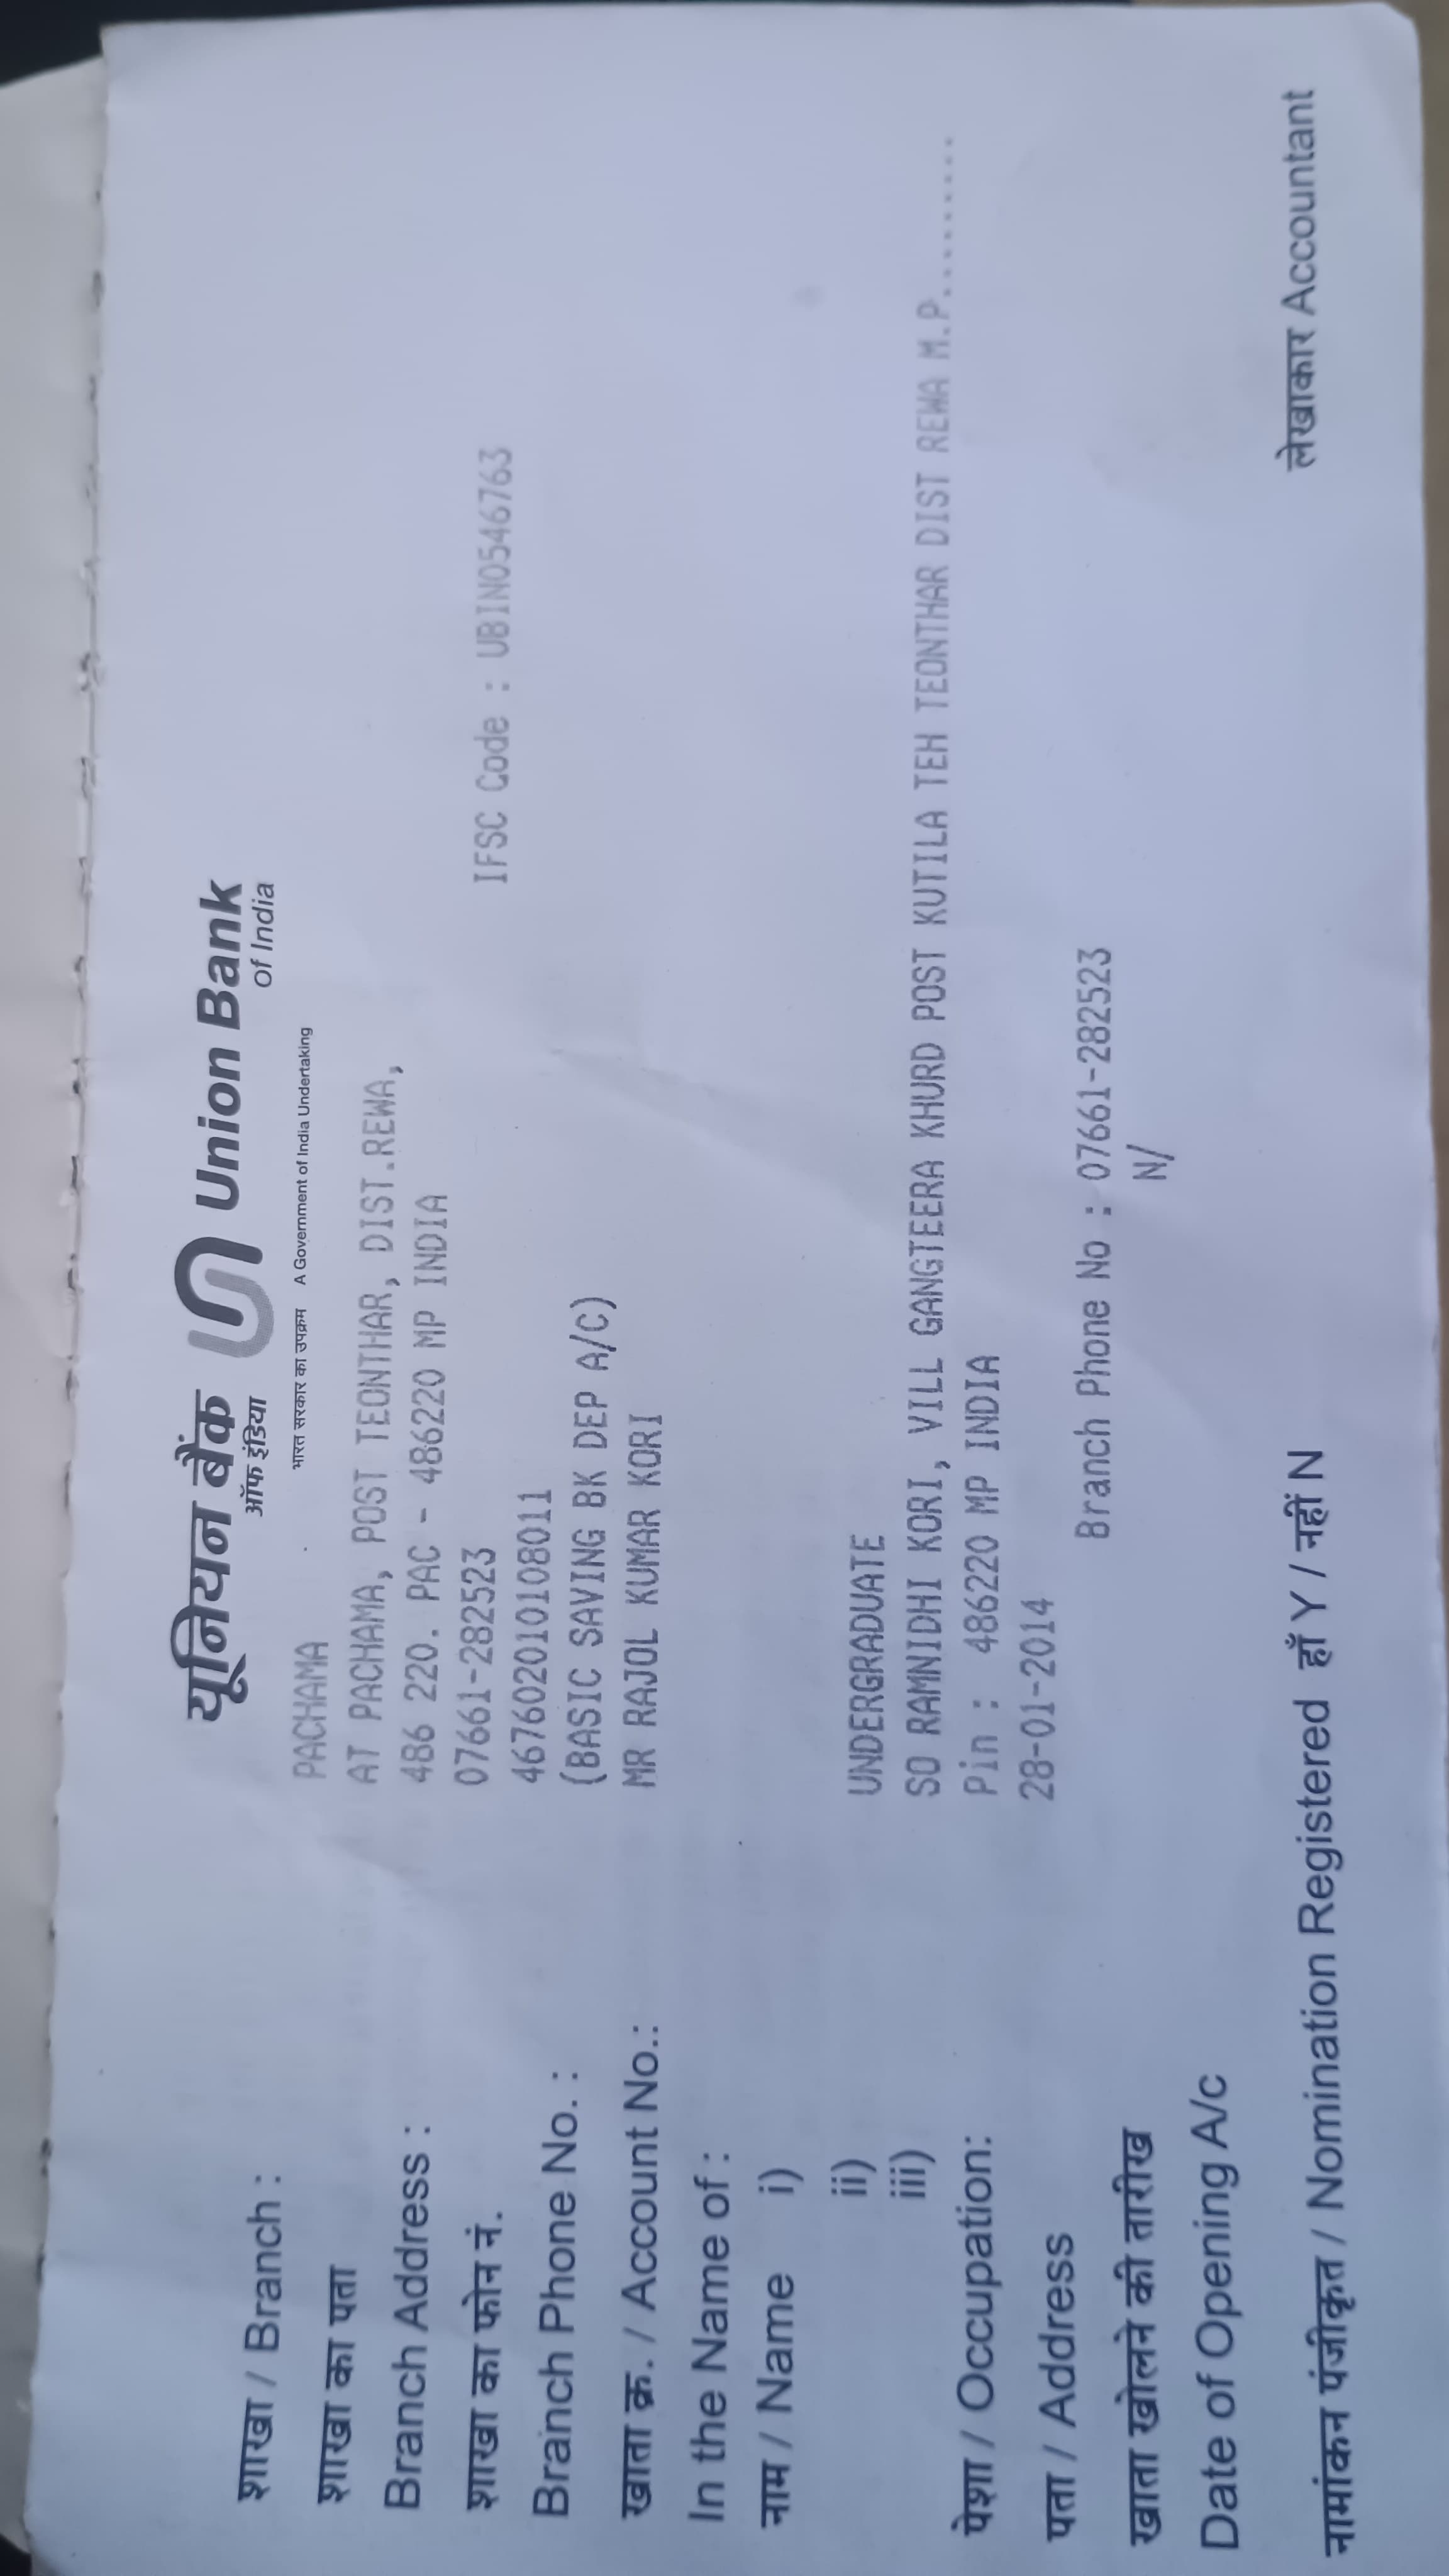 यूनियन बैंक Union Bank
ऑफ इंडिया Of India
भारत सरकार का उपक्रम A Government of India Undertaking
शाखा / Branch : PACHAMA
शाखा का पता AT PACHAMA, POST TEONTHAR, DIST.REWA,
Branch Address : 486 220. PAC - 486220 MP INDIA
शाखा का फोन नं. 07661-282523 IFSC Code : UBIN0546763
Branch Phone No. :
खाता क्र. / Account No.: 467602010108011
(BASIC SAVING BK DEP A/C)
In the Name of :
नाम / Name i) MR RAJOL KUMAR KORI
ii)
iii)
पेशा / Occupation: UNDERGRADUATE
पता / Address SO RAMNIDHI KORI, VILL GANGTEERA KHURD POST KUTILA TEH TEONTHAR DIST REWA M.P.........
Pin : 486220 MP INDIA
खाता खोलने की तारीख 28-01-2014
Date of Opening A/c
Branch Phone No : 07661-282523
N/
नामांकन पंजीकृत / Nomination Registered हाँ Y / नहीं N लेखाकार Accountant